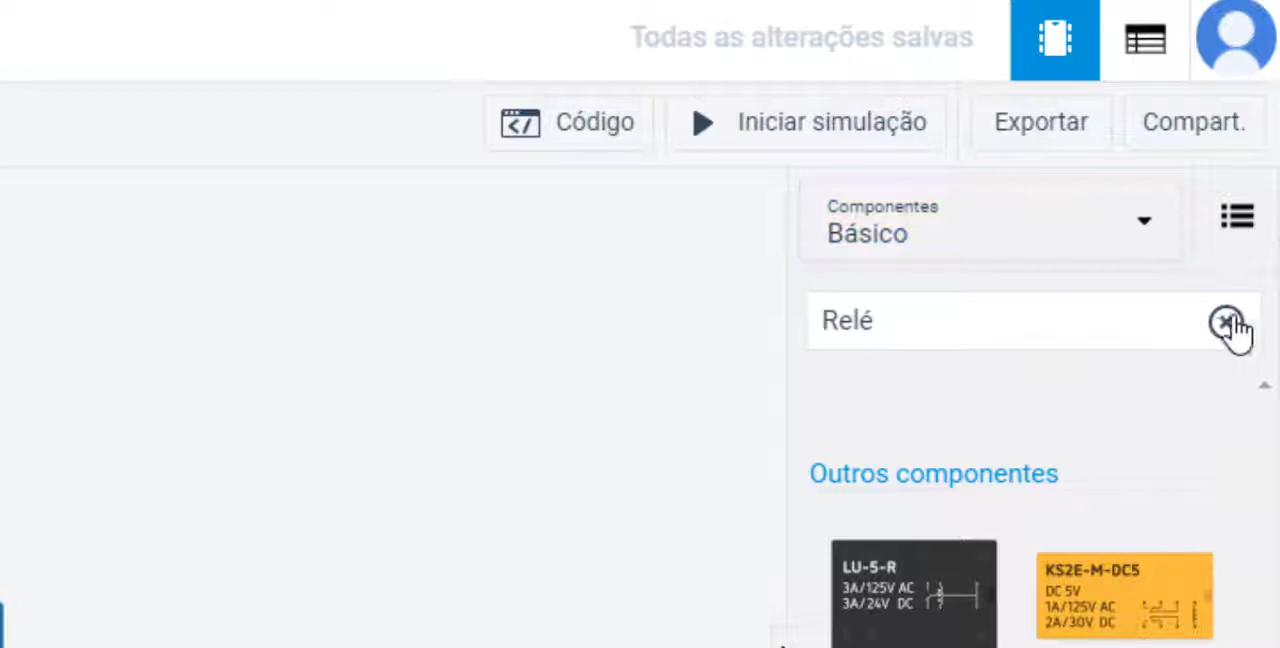 Todas as alterações salvas
Código
Iniciar simulação
Exportar
Compart.
Componentes
Básico
Relé
Outros componentes
LU-5-R
3A/125V AC
3A/24V DC
KS2E-M-DC5
DC 5V
1A/125V AC
2A/30V DC